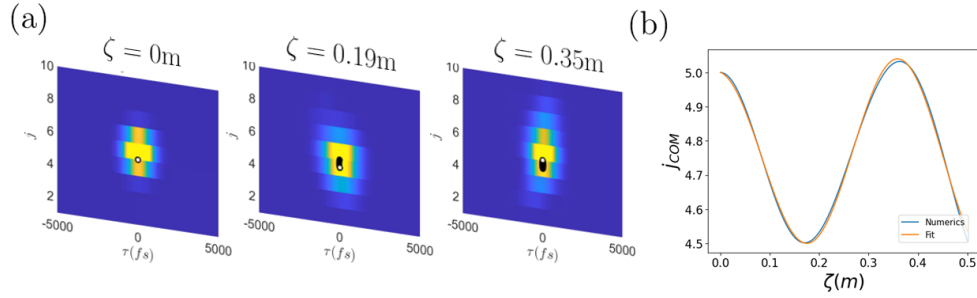 (a)
ζ = 0m
ζ = 0.19m
ζ = 0.35m
10
8
6
4
2
j
-5000
0
5000
τ(fs)
10
8
6
4
2
j
-5000
0
5000
τ(fs)
10
8
6
4
2
j
-5000
0
5000
τ(fs)
(b)
5.0
4.9
4.8
4.7
4.6
4.5
jCOM
0.0
0.1
0.2
0.3
0.4
0.5
ζ(m)
Numerics
Fit